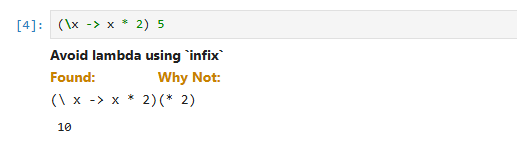 [4]: (\x -> x * 2) 5
Avoid lambda using `infix`
Found: Why Not:
(\ x -> x * 2)(* 2)
10